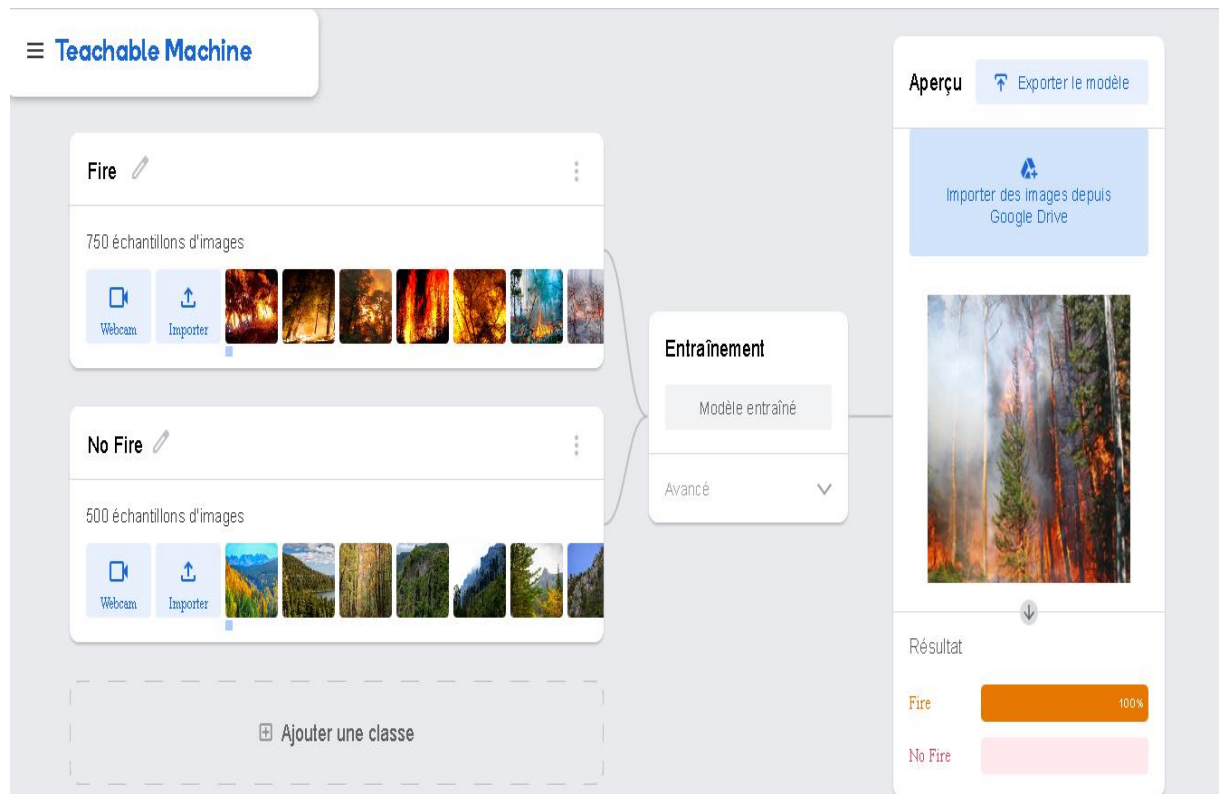 Teachable Machine
Fire
750 échantillons d'images
Webcam
Importer
No Fire
500 échantillons d'images
Webcam
Importer
Ajouter une classe
Entraînement
Modèle entraîné
Avancé
Aperçu
Exporter le modèle
Importer des images depuis
Google Drive
Résultat
Fire
100%
No Fire